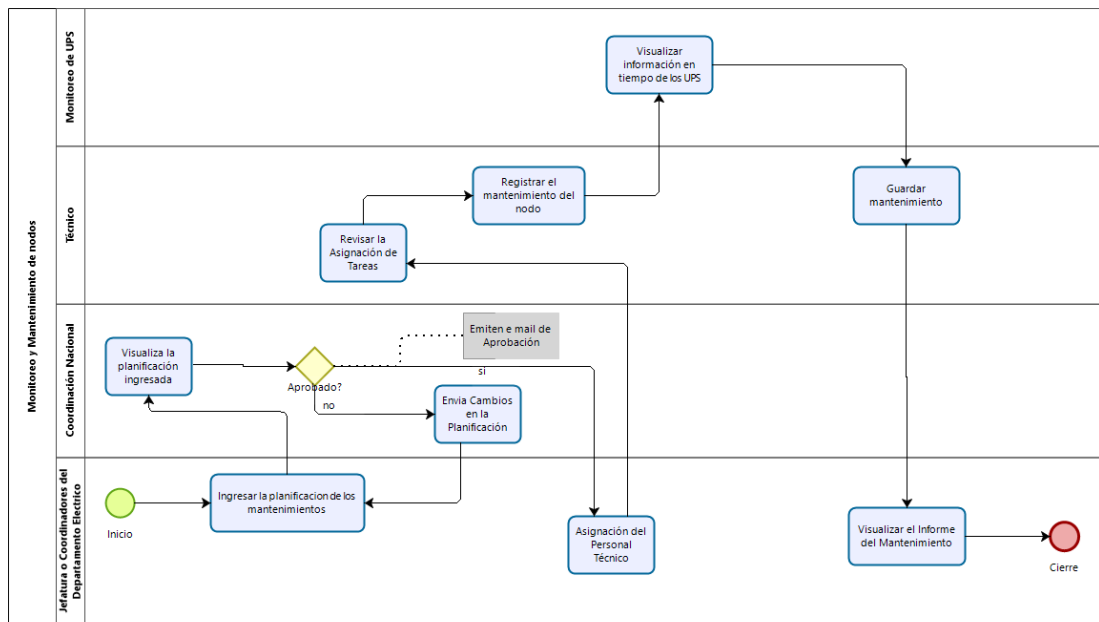 Monitoreo y Mantenimiento de nodos
Monitoreo de UPS
Visualizar
información en
tiempo de los UPS
Técnico
Registrar el
mantenimiento del
nodo
Guardar
mantenimiento
Revisar la
Asignación de
Tareas
Coordinación Nacional
Emiten e mail de
Aprobación
Visualiza la
planificación
ingresada
Aprobado?
si
no
Envia Cambios
en la
Planificación
Jefatura o Coordinadores del
Departamento Electrico
Inicio
Ingresar la planificacion de los
mantenimientos
Asignación del
Personal
Técnico
Visualizar el Informe
del Mantenimiento
Cierre